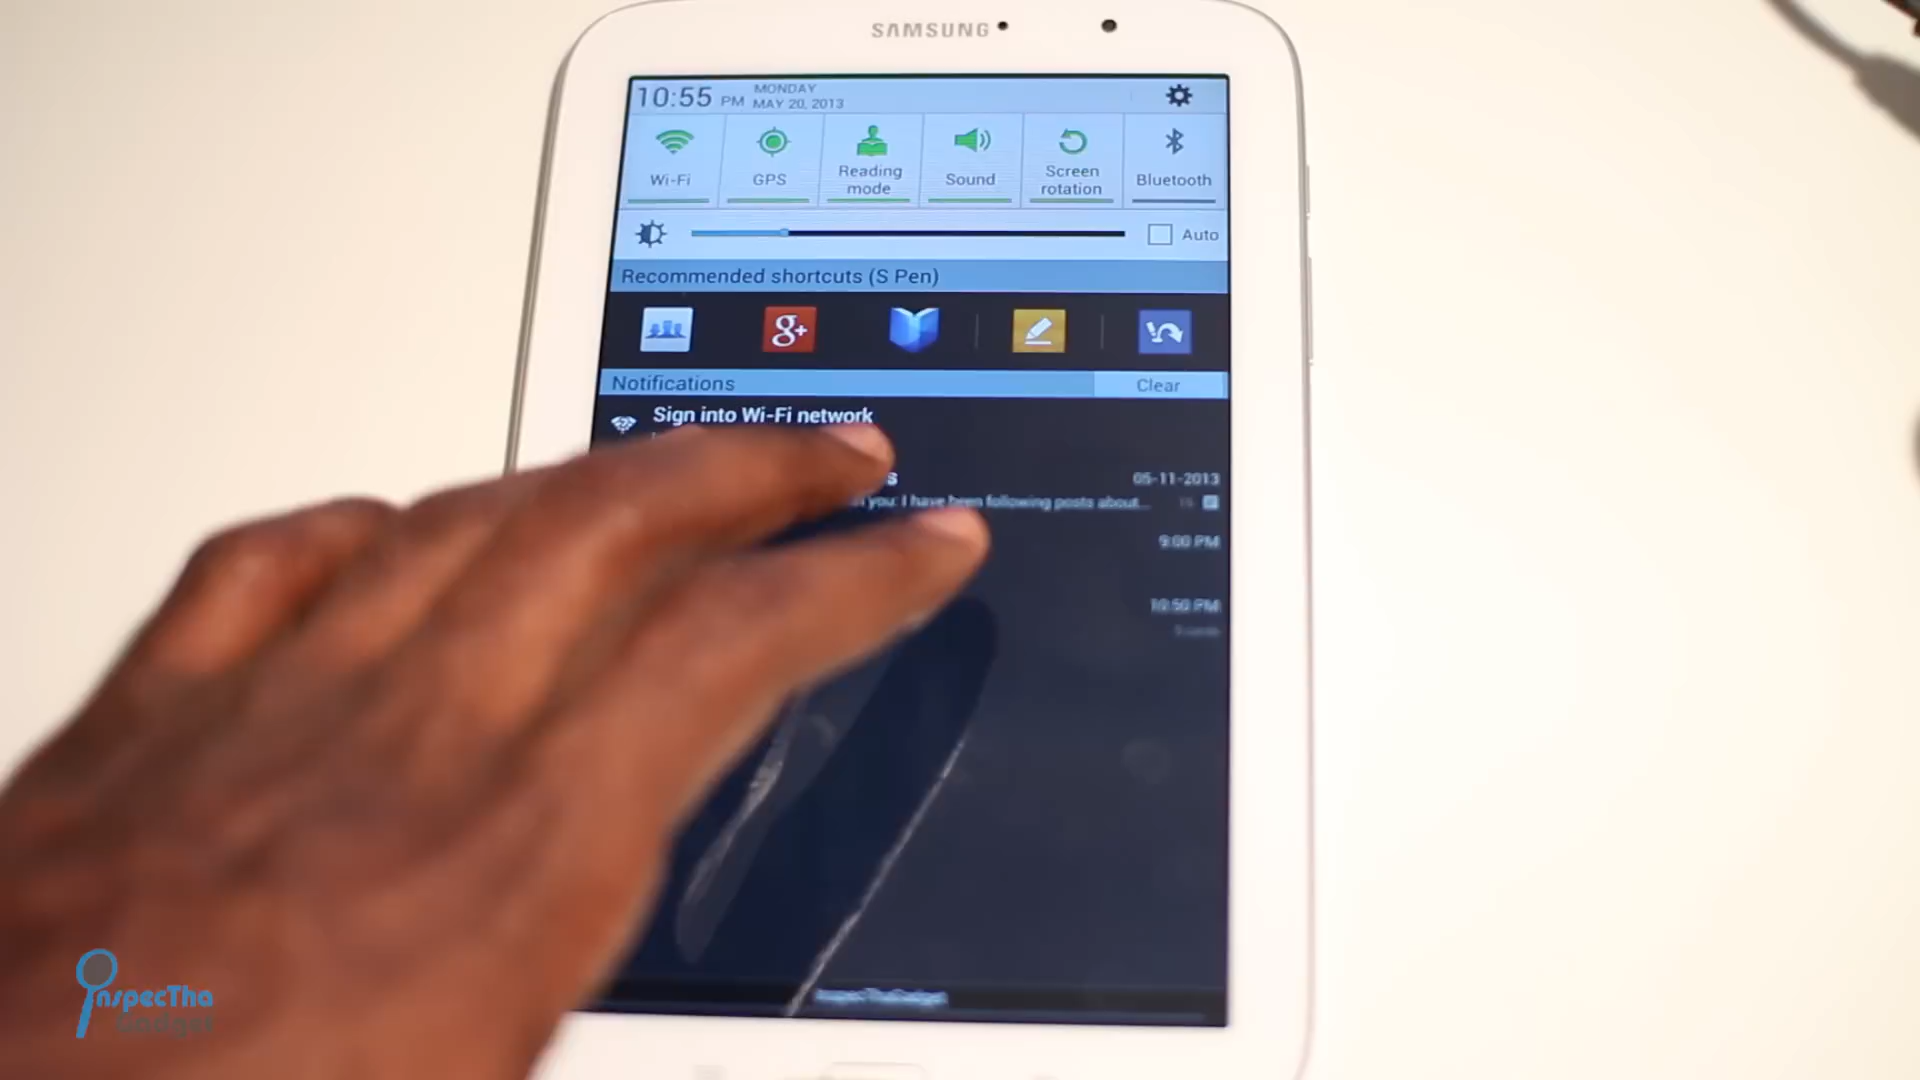 SAMSUNG
10:55 PM
MONDAY
MAY 20, 2013
Wi-Fi
GPS
Reading
mode
Sound
Screen
rotation
Bluetooth
Auto
Recommended shortcuts (S Pen)
g+
Notifications
Clear
Sign into Wi-Fi network
s
05-11-2013
you: I have been following posts about...
9:00 PM
10:50 PM
InspecThaGadget
InspecTha
Gadget